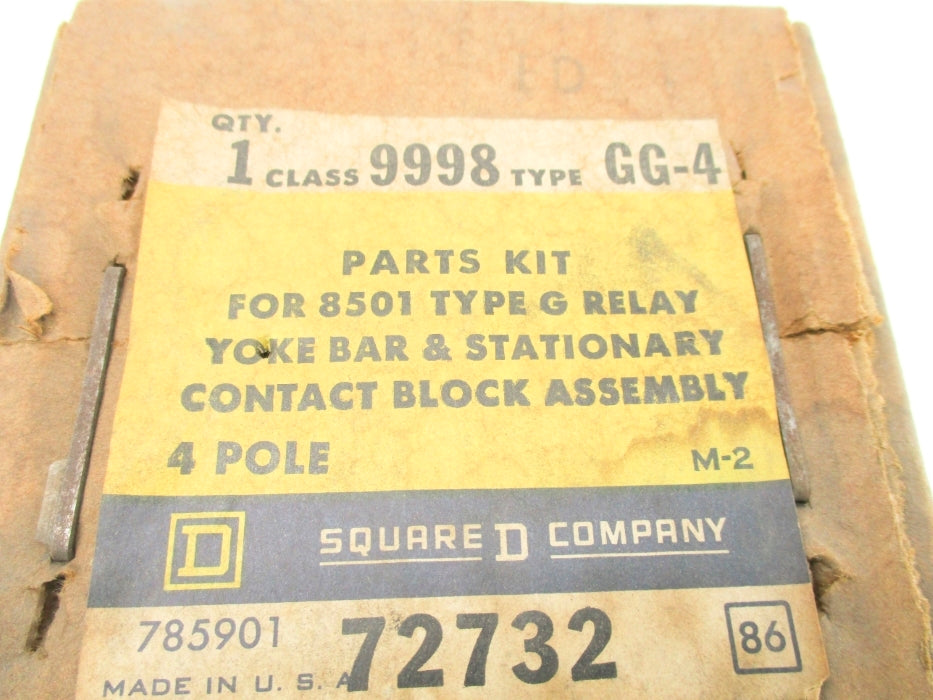 QTY.
1 CLASS 9998 TYPE GG-4
PARTS KIT
FOR 8501 TYPE G RELAY
YOKE BAR & STATIONARY
CONTACT BLOCK ASSEMBLY
4 POLE M-2
D SQUARE D COMPANY
785901 72732 86
MADE IN U. S. A